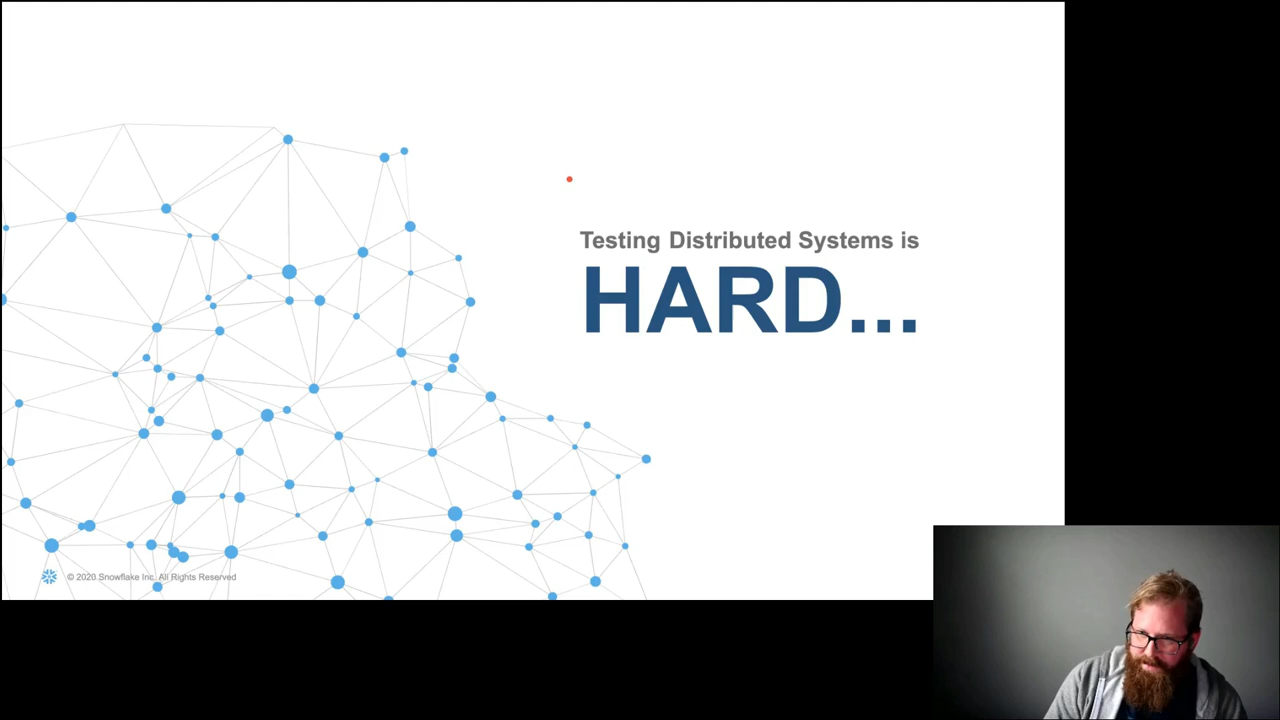 Testing Distributed Systems is
HARD...
© 2020 Snowflake Inc. All Rights Reserved